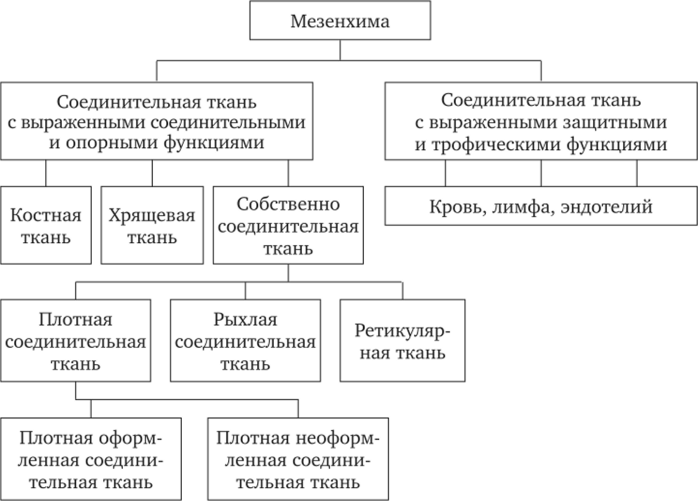 Мезенхима
Соединительная ткань
с выраженными соединительными
и опорными функциями
Соединительная ткань
с выраженными защитными
и трофическими функциями
Костная
ткань
Хрящевая
ткань
Собственно
соединительная
ткань
Кровь, лимфа, эндотелий
Плотная
соединительная
ткань
Рыхлая
соединительная
ткань
Ретикуляр-
ная ткань
Плотная оформ-
ленная соедини-
тельная ткань
Плотная неоформ-
ленная соедини-
тельная ткань